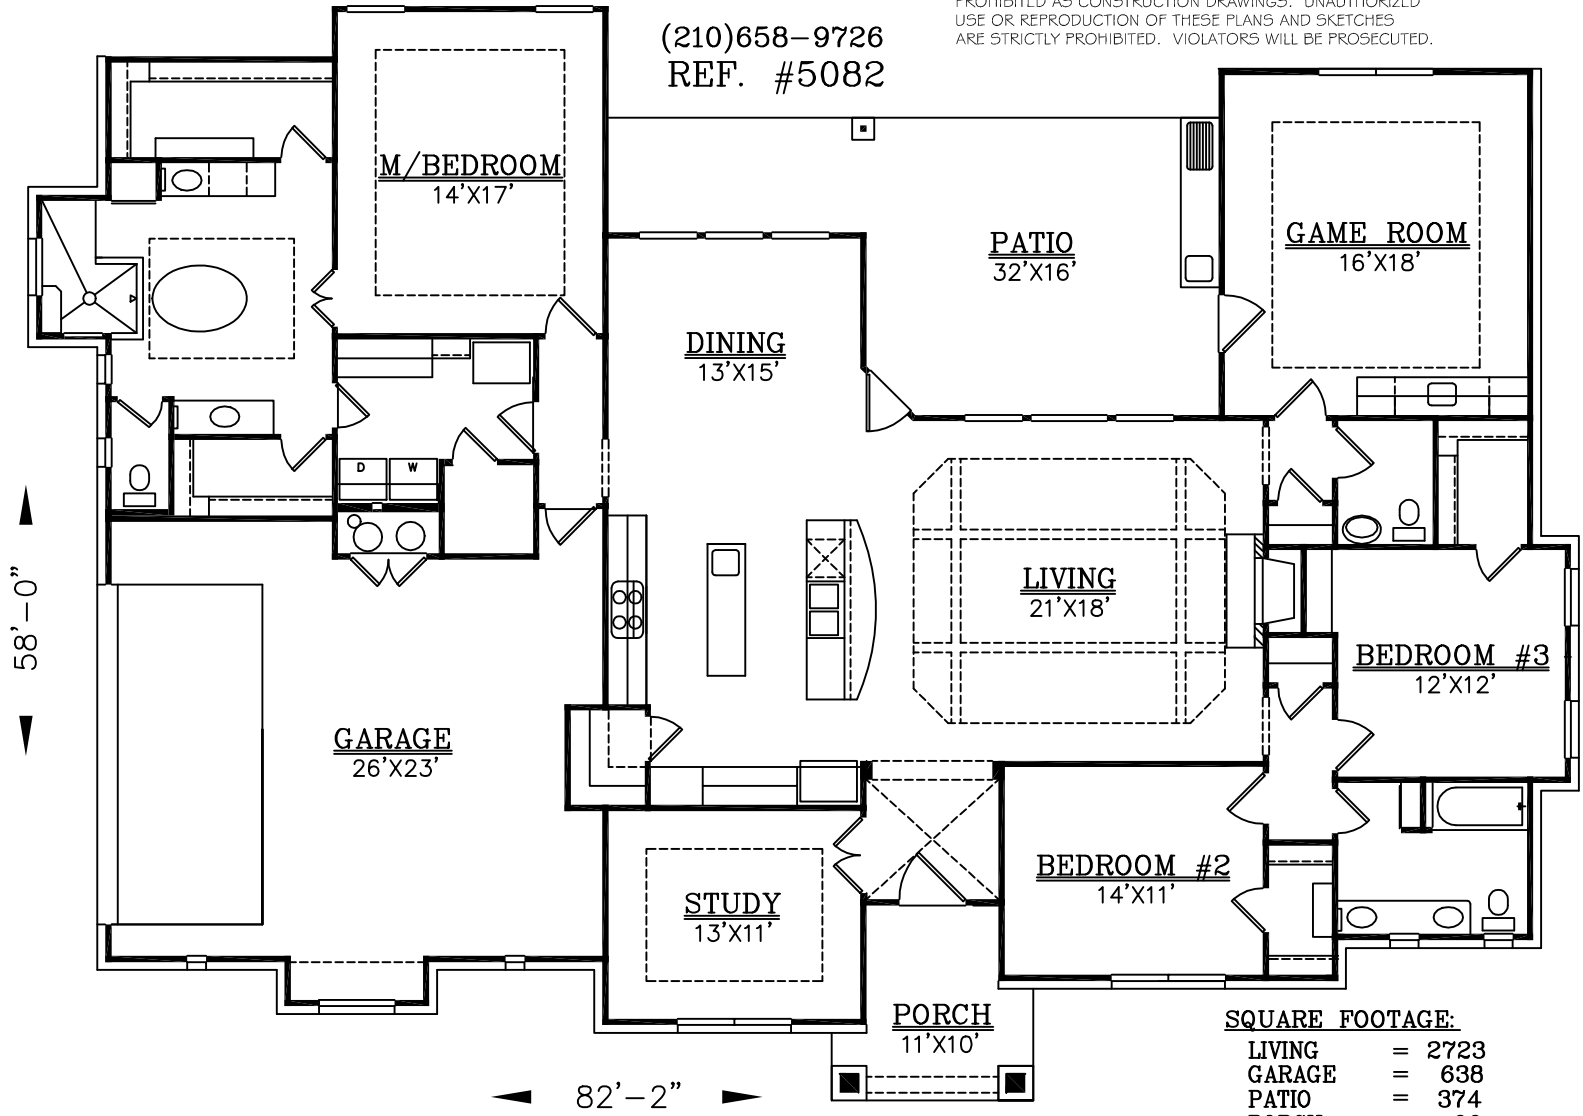 PROHIBITED AS CONSTRUCTION DRAWINGS. UNAUTHORIZED
USE OR REPRODUCTION OF THESE PLANS AND SKETCHES
ARE STRICTLY PROHIBITED. VIOLATORS WILL BE PROSECUTED.
(210)658-9726
REF. #5082
M/BEDROOM
14'X17'
PATIO
32'X16'
GAME ROOM
16'X18'
DINING
13'X15'
D
W
LIVING
21'X18'
58'-0"
BEDROOM #3
12'X12'
GARAGE
26'X23'
BEDROOM #2
14'X11'
STUDY
13'X11'
PORCH
11'X10'
82'-2"
SQUARE FOOTAGE:
LIVING = 2723
GARAGE = 638
PATIO = 374
PORCH